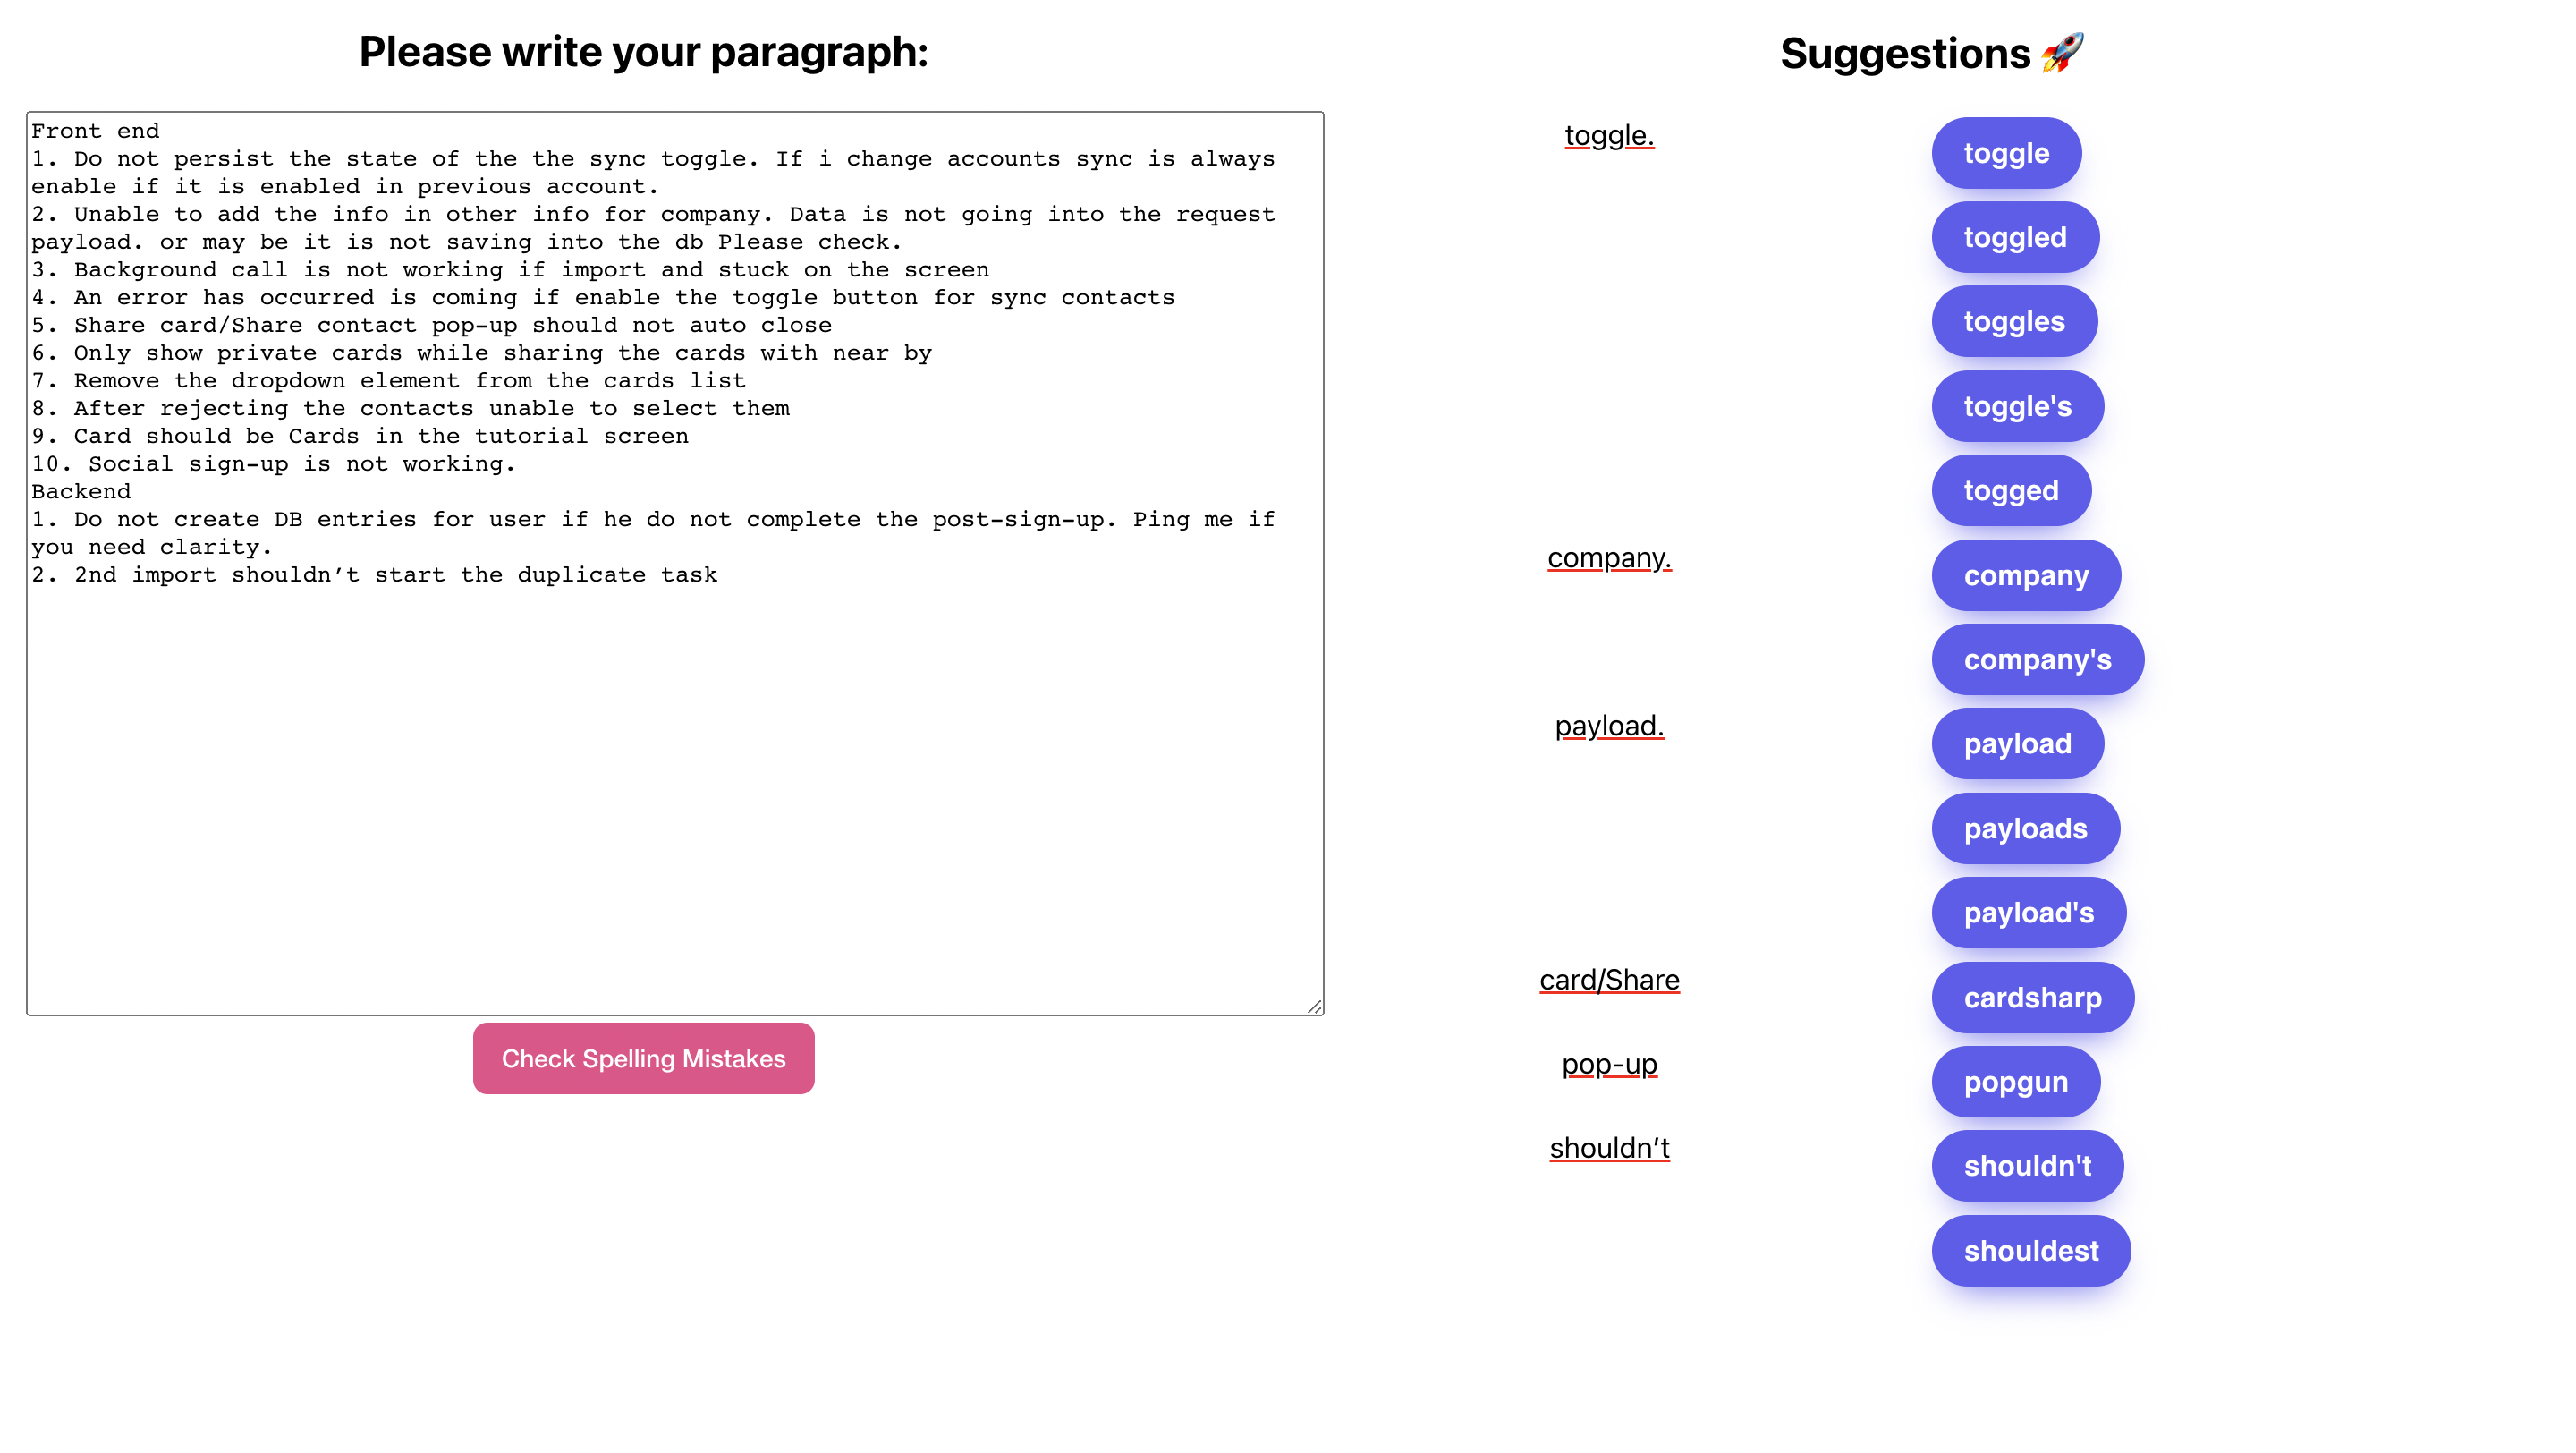 Please write your paragraph:
Front end
1. Do not persist the state of the the sync toggle. If i change accounts sync is always
enable if it is enabled in previous account.
2. Unable to add the info in other info for company. Data is not going into the request
payload. or may be it is not saving into the db Please check.
3. Background call is not working if import and stuck on the screen
4. An error has occurred is coming if enable the toggle button for sync contacts
5. Share card/Share contact pop-up should not auto close
6. Only show private cards while sharing the cards with near by
7. Remove the dropdown element from the cards list
8. After rejecting the contacts unable to select them
9. Card should be Cards in the tutorial screen
10. Social sign-up is not working.
Backend
1. Do not create DB entries for user if he do not complete the post-sign-up. Ping me if
you need clarity.
2. 2nd import shouldn’t start the duplicate task
Check Spelling Mistakes
Suggestions 🚀
toggle.
toggle
toggled
toggles
toggle's
togged
company.
company
company's
payload.
payload
payloads
payload's
card/Share
cardsharp
pop-up
popgun
shouldn’t
shouldn't
shouldest